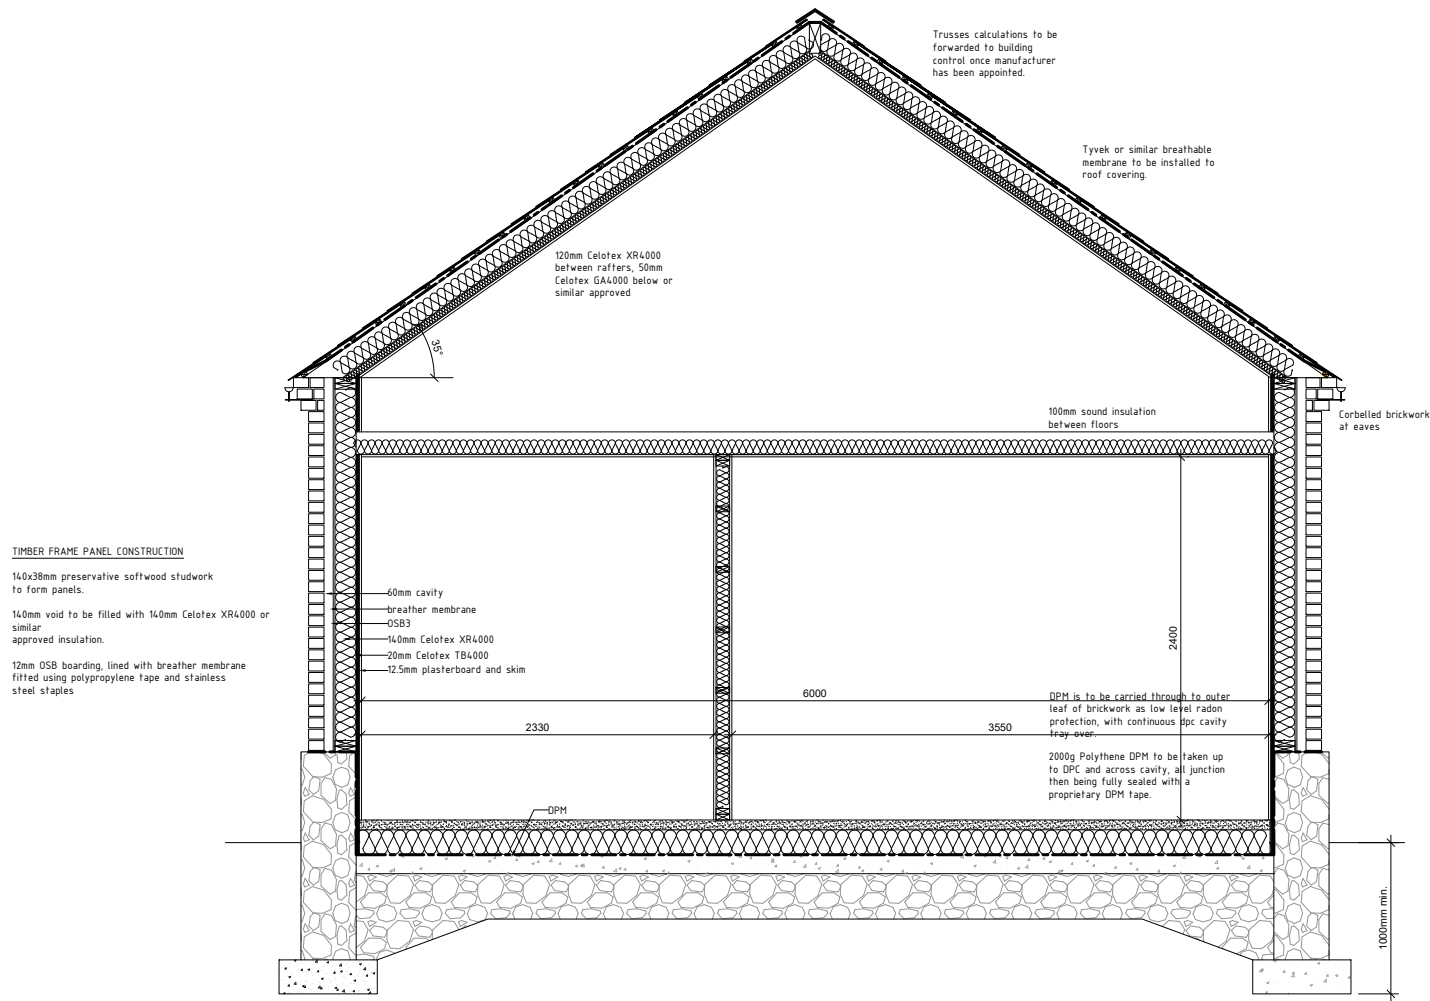 Trusses calculations to be
forwarded to building
control once manufacturer
has been appointed.
Tyvek or similar breathable
membrane to be installed to
roof covering.
120mm Celotex XR4000
between rafters, 50mm
Celotex GA4000 below or
similar approved
35°
100mm sound insulation
between floors
Corbelled brickwork
at eaves
TIMBER FRAME PANEL CONSTRUCTION
140x38mm preservative softwood studwork
to form panels.
140mm void to be filled with 140mm Celotex XR4000 or
similar
approved insulation.
12mm OSB boarding, lined with breather membrane
fitted using polypropylene tape and stainless
steel staples
60mm cavity
breather membrane
OSB3
140mm Celotex XR4000
20mm Celotex TB4000
12.5mm plasterboard and skim
2400
6000
2330
3550
DPM is to be carried through to outer
leaf of brickwork as low level radon
protection, with continuous dpc cavity
tray over.
2000g Polythene DPM to be taken up
to DPC and across cavity, all junction
then being fully sealed with a
proprietary DPM tape.
DPM
1000mm min.